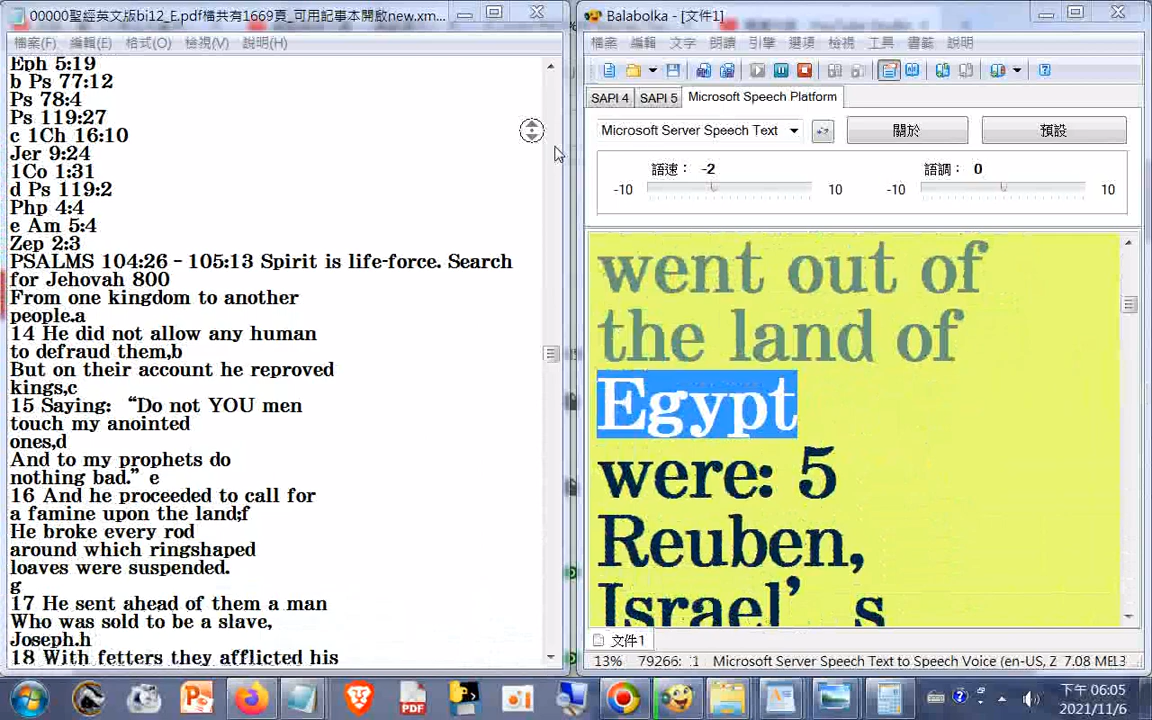 00000聖經英文版bi12_E.pdf檔共有1669頁_可用記事本開啟new.xm...
檔案(F) 編輯(E) 格式(O) 檢視(V) 說明(H)
Eph 5:19
b Ps 77:12
Ps 78:4
Ps 119:27
c 1Ch 16:10
Jer 9:24
1Co 1:31
d Ps 119:2
Php 4:4
e Am 5:4
Zep 2:3
PSALMS 104:26–105:13 Spirit is life-force. Search
for Jehovah 800
From one kingdom to another
people.a
14 He did not allow any human
to defraud them,b
But on their account he reproved
kings,c
15 Saying: “Do not YOU men
touch my anointed
ones,d
And to my prophets do
nothing bad.” e
16 And he proceeded to call for
a famine upon the land;f
He broke every rod
around which ringshaped
loaves were suspended.
g
17 He sent ahead of them a man
Who was sold to be a slave,
Joseph.h
18 With fetters they afflicted his
Balabolka - [文件1]
檔案 編輯 文字 朗讀 引擎 選項 檢視 工具 書籤 說明
SAPI 4 SAPI 5 Microsoft Speech Platform
Microsoft Server Speech Text 關於 預設
語速： -2 語調： 0
-10 10 -10 10
went out of
the land of
Egypt
were: 5
Reuben,
Israel’s
文件1
13% Microsoft Server Speech Text to Speech Voice (en-US, Z 7.08 ME
PDF
下午 06:05
2021/11/6